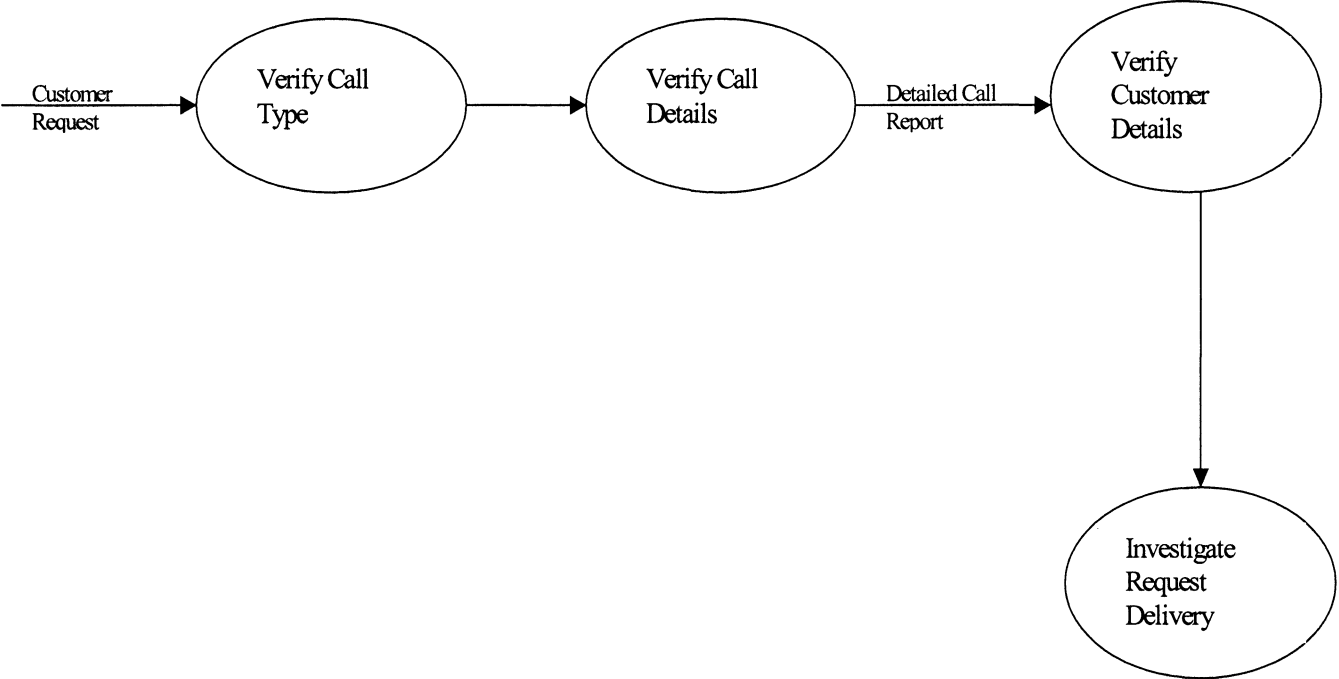 Customer
Request
Verify Call
Type
Verify Call
Details
Detailed Call
Report
Verify
Customer
Details
Investigate
Request
Delivery